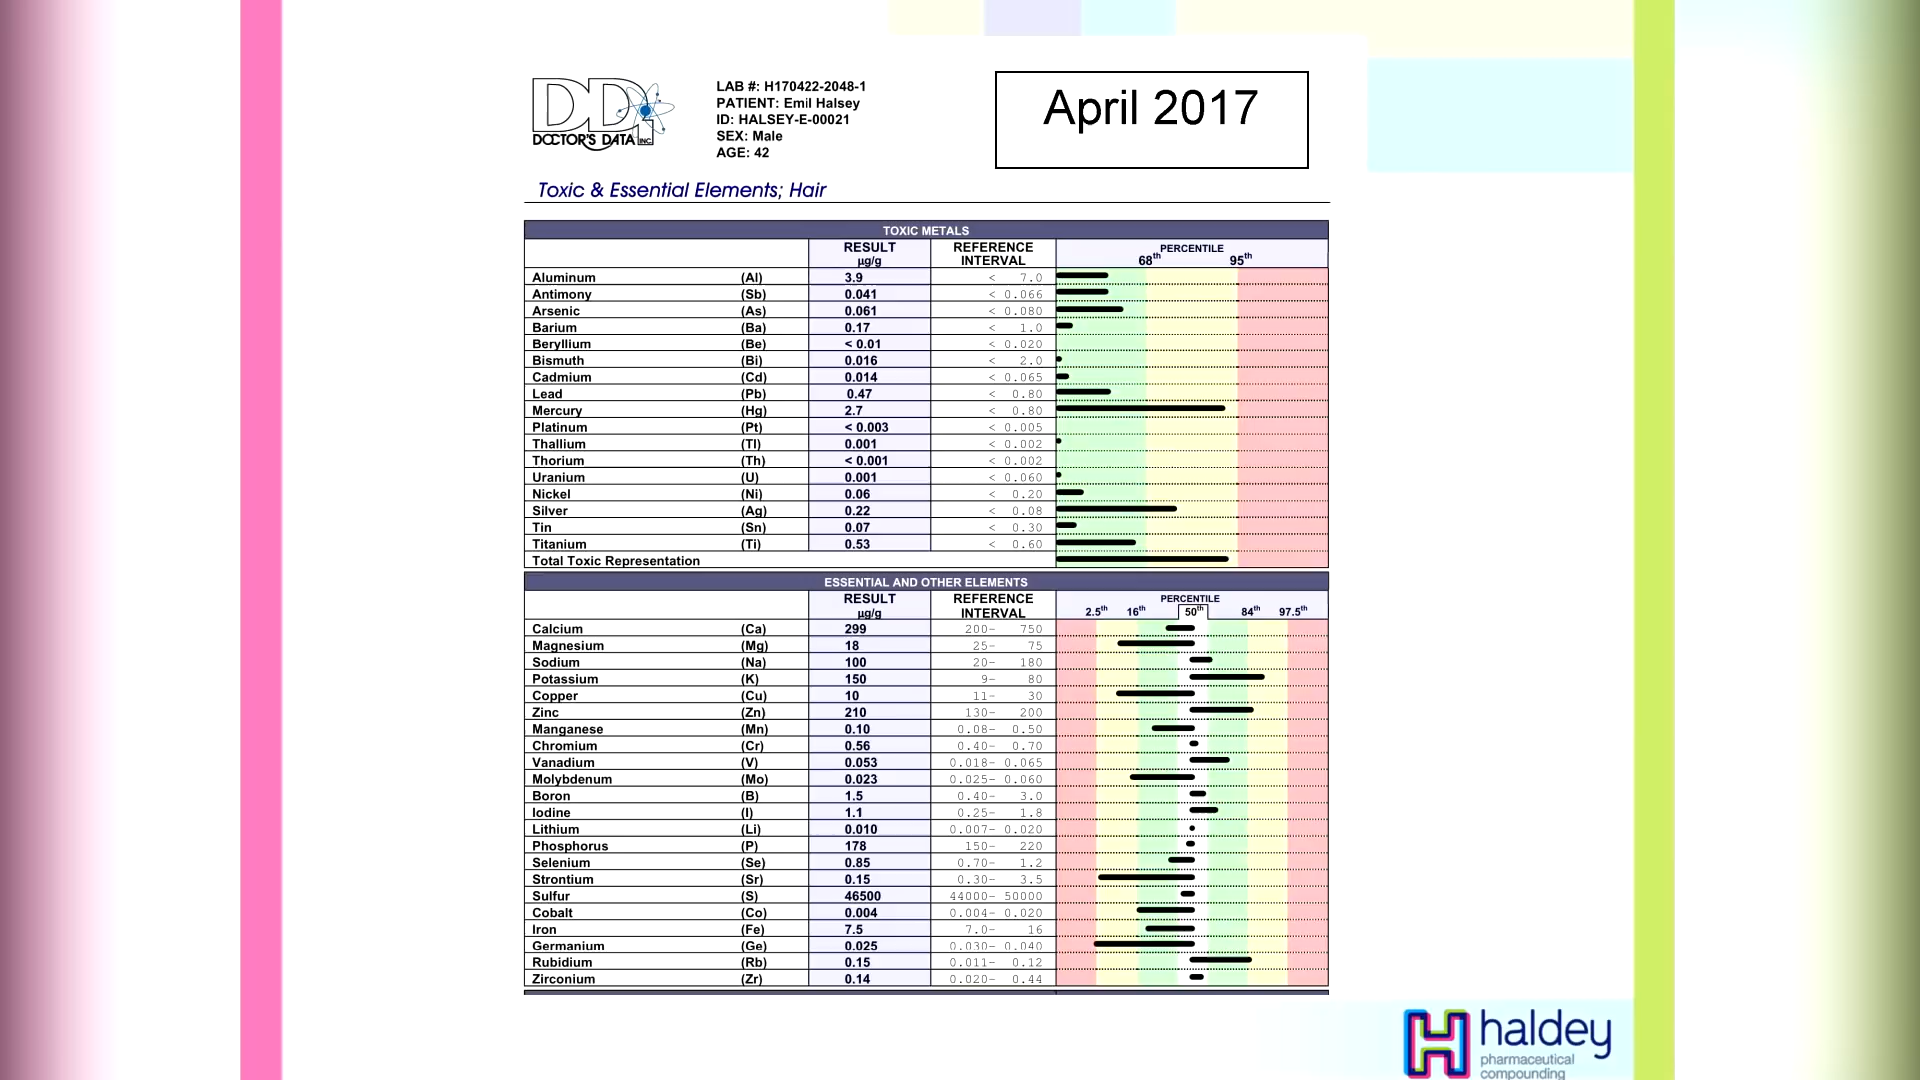 DD
DOCTOR'S DATA INC.
LAB #: H170422-2048-1
PATIENT: Emil Halsey
ID: HALSEY-E-00021
SEX: Male
AGE: 42
April 2017
Toxic & Essential Elements; Hair
TOXIC METALS
RESULT µg/g REFERENCE INTERVAL PERCENTILE 68th 95th
Aluminum (Al) 3.9 < 7.0
Antimony (Sb) 0.041 < 0.066
Arsenic (As) 0.061 < 0.080
Barium (Ba) 0.17 < 1.0
Beryllium (Be) < 0.01 < 0.020
Bismuth (Bi) 0.016 < 2.0
Cadmium (Cd) 0.014 < 0.065
Lead (Pb) 0.47 < 0.80
Mercury (Hg) 2.7 < 0.80
Platinum (Pt) < 0.003 < 0.005
Thallium (Tl) 0.001 < 0.002
Thorium (Th) < 0.001 < 0.002
Uranium (U) 0.001 < 0.060
Nickel (Ni) 0.06 < 0.20
Silver (Ag) 0.22 < 0.08
Tin (Sn) 0.07 < 0.30
Titanium (Ti) 0.53 < 0.60
Total Toxic Representation
ESSENTIAL AND OTHER ELEMENTS
RESULT µg/g REFERENCE INTERVAL PERCENTILE 2.5th 16th 50th 84th 97.5th
Calcium (Ca) 299 200- 750
Magnesium (Mg) 18 25- 75
Sodium (Na) 100 20- 180
Potassium (K) 150 9- 80
Copper (Cu) 10 11- 30
Zinc (Zn) 210 130- 200
Manganese (Mn) 0.10 0.08- 0.50
Chromium (Cr) 0.56 0.40- 0.70
Vanadium (V) 0.053 0.018- 0.065
Molybdenum (Mo) 0.023 0.025- 0.060
Boron (B) 1.5 0.40- 3.0
Iodine (I) 1.1 0.25- 1.8
Lithium (Li) 0.010 0.007- 0.020
Phosphorus (P) 178 150- 220
Selenium (Se) 0.85 0.70- 1.2
Strontium (Sr) 0.15 0.30- 3.5
Sulfur (S) 46500 44000- 50000
Cobalt (Co) 0.004 0.004- 0.020
Iron (Fe) 7.5 7.0- 16
Germanium (Ge) 0.025 0.030- 0.040
Rubidium (Rb) 0.15 0.011- 0.12
Zirconium (Zr) 0.14 0.020- 0.44
haldey
pharmaceutical
compounding